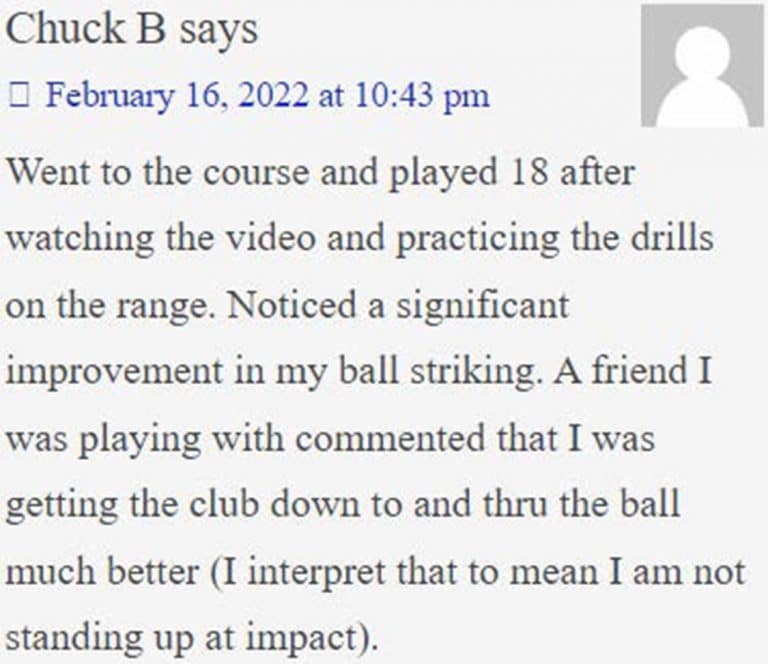 Chuck B says
February 16, 2022 at 10:43 pm
Went to the course and played 18 after
watching the video and practicing the drills
on the range. Noticed a significant
improvement in my ball striking. A friend I
was playing with commented that I was
getting the club down to and thru the ball
much better (I interpret that to mean I am not
standing up at impact).